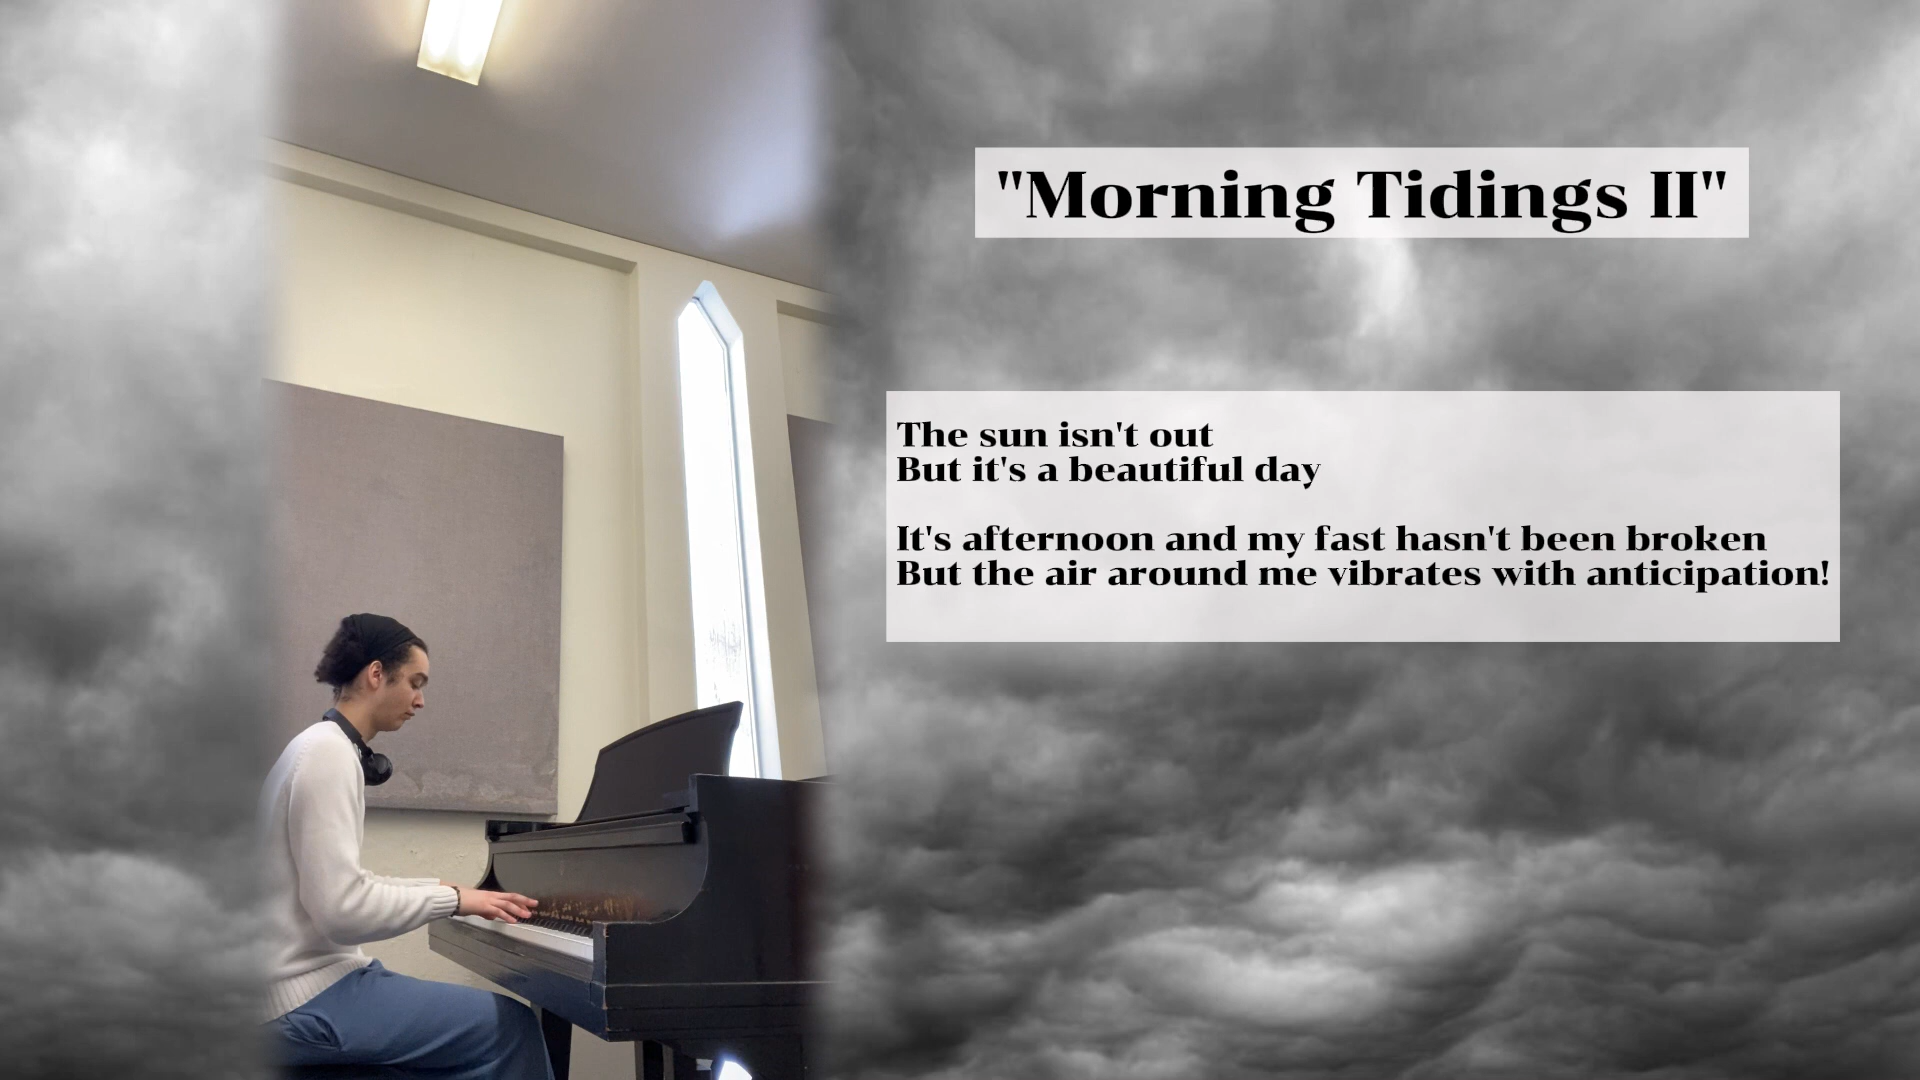 "Morning Tidings II"
The sun isn't out
But it's a beautiful day
It's afternoon and my fast hasn't been broken
But the air around me vibrates with anticipation!